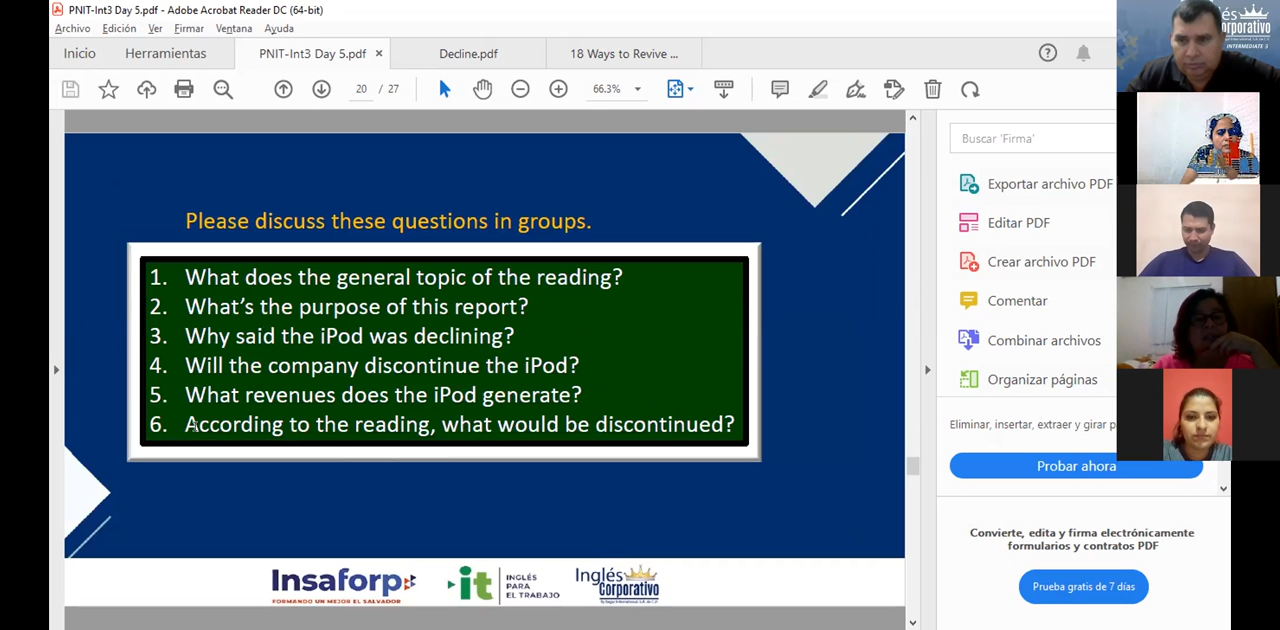 PNIT-Int3 Day 5.pdf - Adobe Acrobat Reader DC (64-bit)
Archivo Edición Ver Firmar Ventana Ayuda
Inicio Herramientas PNIT-Int3 Day 5.pdf × Decline.pdf 18 Ways to Revive ...
20 / 27 66.3%
Please discuss these questions in groups.
1. What does the general topic of the reading?
2. What's the purpose of this report?
3. Why said the iPod was declining?
4. Will the company discontinue the iPod?
5. What revenues does the iPod generate?
6. According to the reading, what would be discontinued?
Insaforp
FORMANDO UN MEJOR EL SALVADOR
it
INGLÉS
PARA
EL TRABAJO
Inglés
Corporativo
Buscar 'Firma'
Exportar archivo PDF
Editar PDF
Crear archivo PDF
Comentar
Combinar archivos
Organizar páginas
Eliminar, insertar, extraer y girar p
Probar ahora
Convierte, edita y firma electrónicamente
formularios y contratos PDF
Prueba gratis de 7 días
és
orporativo
INTERMEDIATE 3